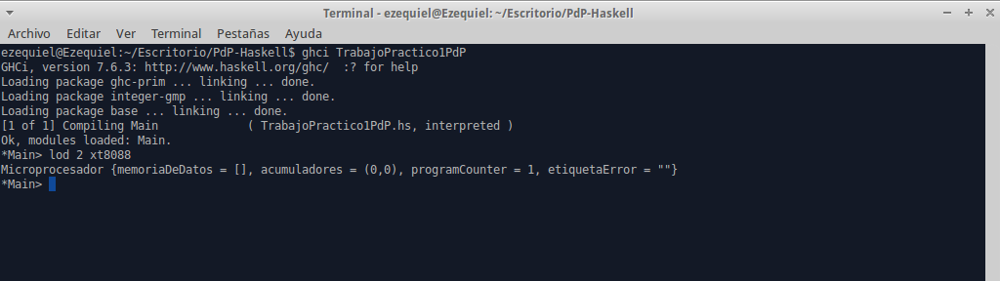 Terminal - ezequiel@Ezequiel: ~/Escritorio/PdP-Haskell
Archivo Editar Ver Terminal Pestañas Ayuda
ezequiel@Ezequiel:~/Escritorio/PdP-Haskell$ ghci TrabajoPractico1PdP
GHCi, version 7.6.3: http://www.haskell.org/ghc/  :? for help
Loading package ghc-prim ... linking ... done.
Loading package integer-gmp ... linking ... done.
Loading package base ... linking ... done.
[1 of 1] Compiling Main             ( TrabajoPractico1PdP.hs, interpreted )
Ok, modules loaded: Main.
*Main> lod 2 xt8088
Microprocesador {memoriaDeDatos = [], acumuladores = (0,0), programCounter = 1, etiquetaError = ""}
*Main>